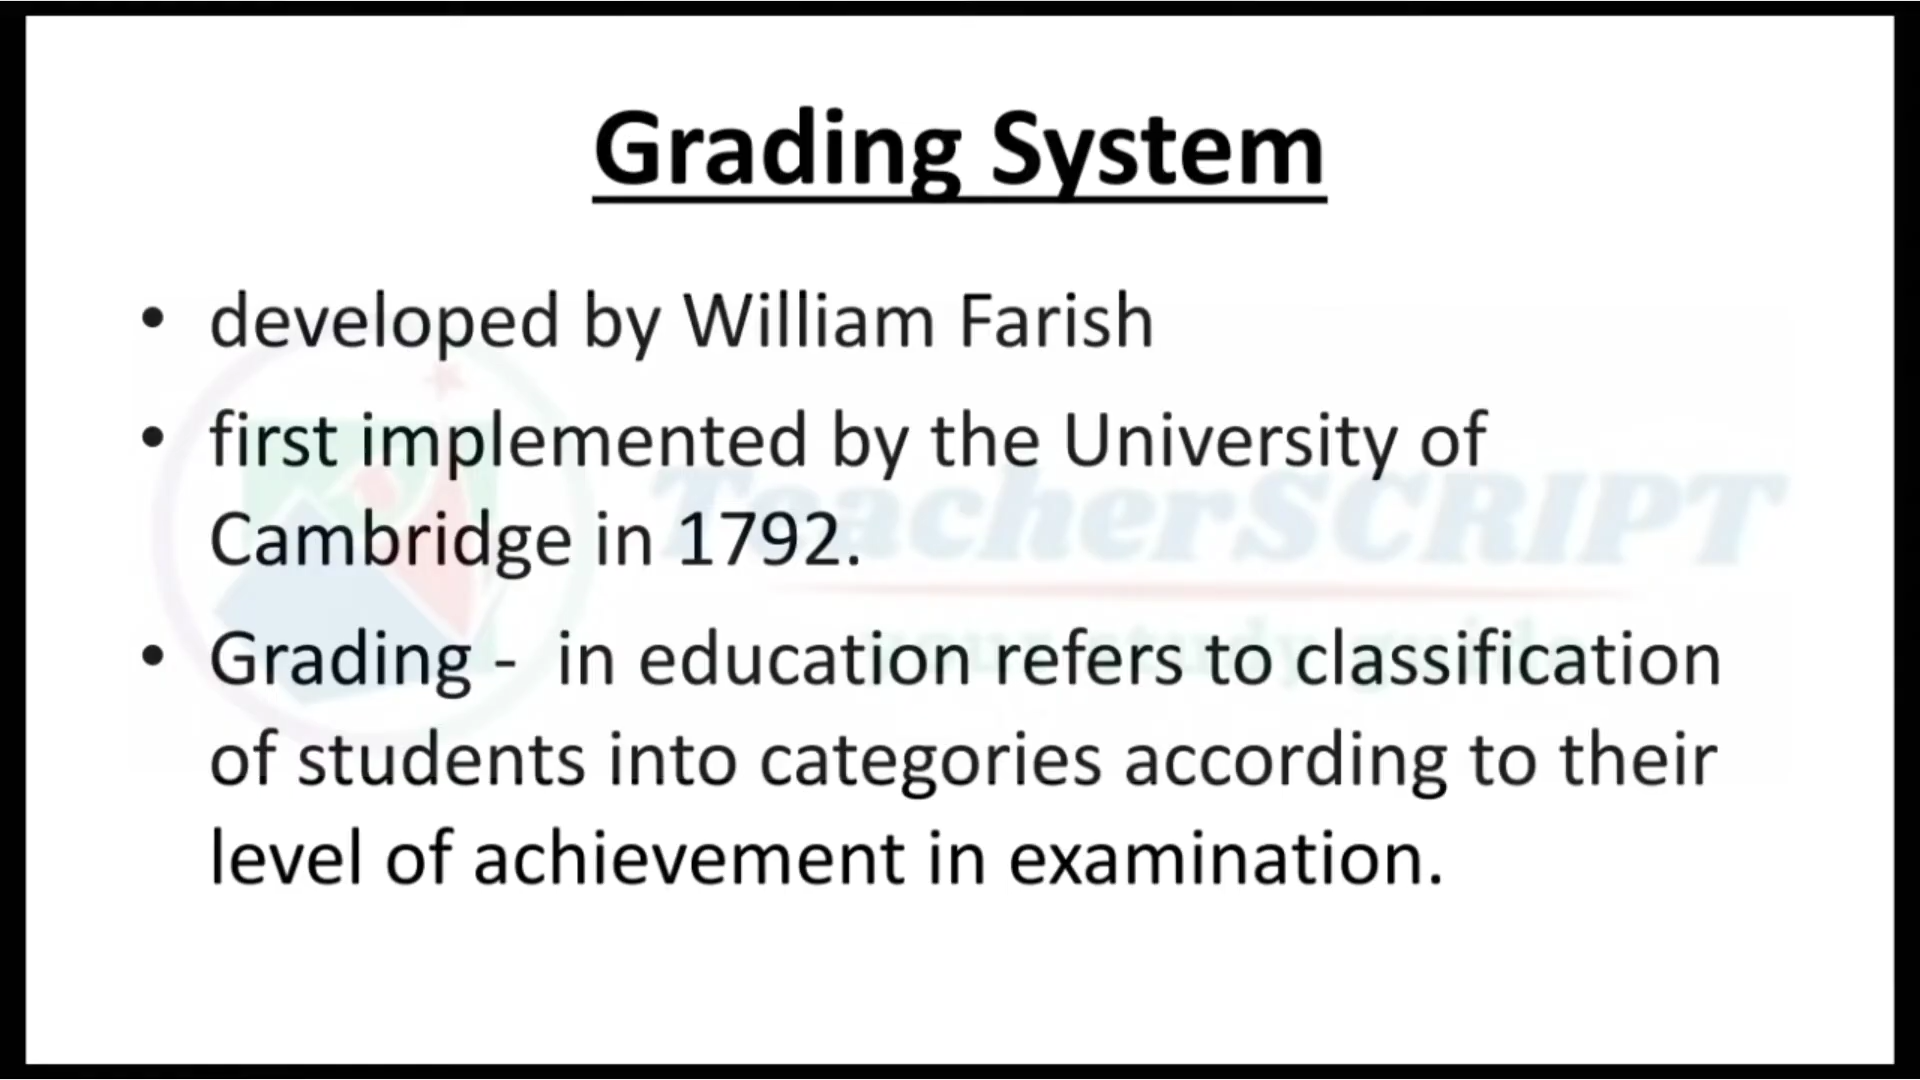 Grading System
• developed by William Farish
• first implemented by the University of
Cambridge in 1792.
• Grading -  in education refers to classification
of students into categories according to their
level of achievement in examination.
TeacherSCRIPT